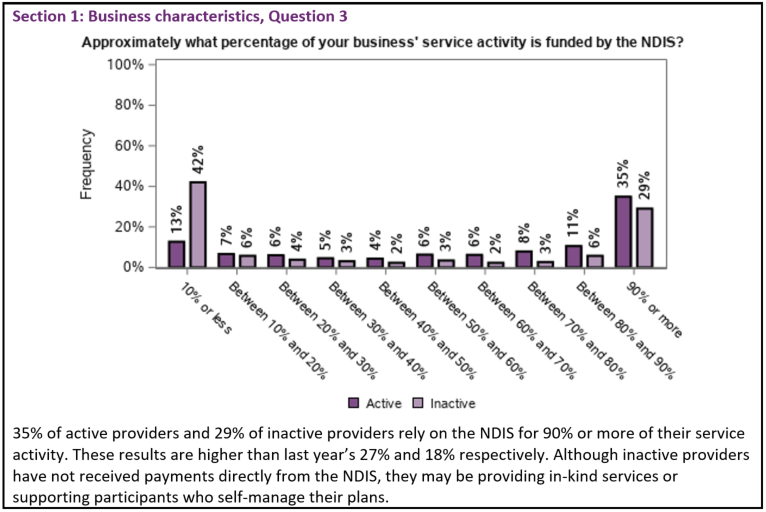 Section 1: Business characteristics, Question 3
Approximately what percentage of your business' service activity is funded by the NDIS?
100%
80%
60%
40%
20%
0%
Frequency
13%
42%
7%
6%
6%
4%
5%
3%
4%
2%
6%
3%
6%
2%
8%
3%
11%
6%
35%
29%
10% or less
Between 10% and 20%
Between 20% and 30%
Between 30% and 40%
Between 40% and 50%
Between 50% and 60%
Between 60% and 70%
Between 70% and 80%
Between 80% and 90%
90% or more
Active Inactive
35% of active providers and 29% of inactive providers rely on the NDIS for 90% or more of their service
activity. These results are higher than last year's 27% and 18% respectively. Although inactive providers
have not received payments directly from the NDIS, they may be providing in-kind services or
supporting participants who self-manage their plans.